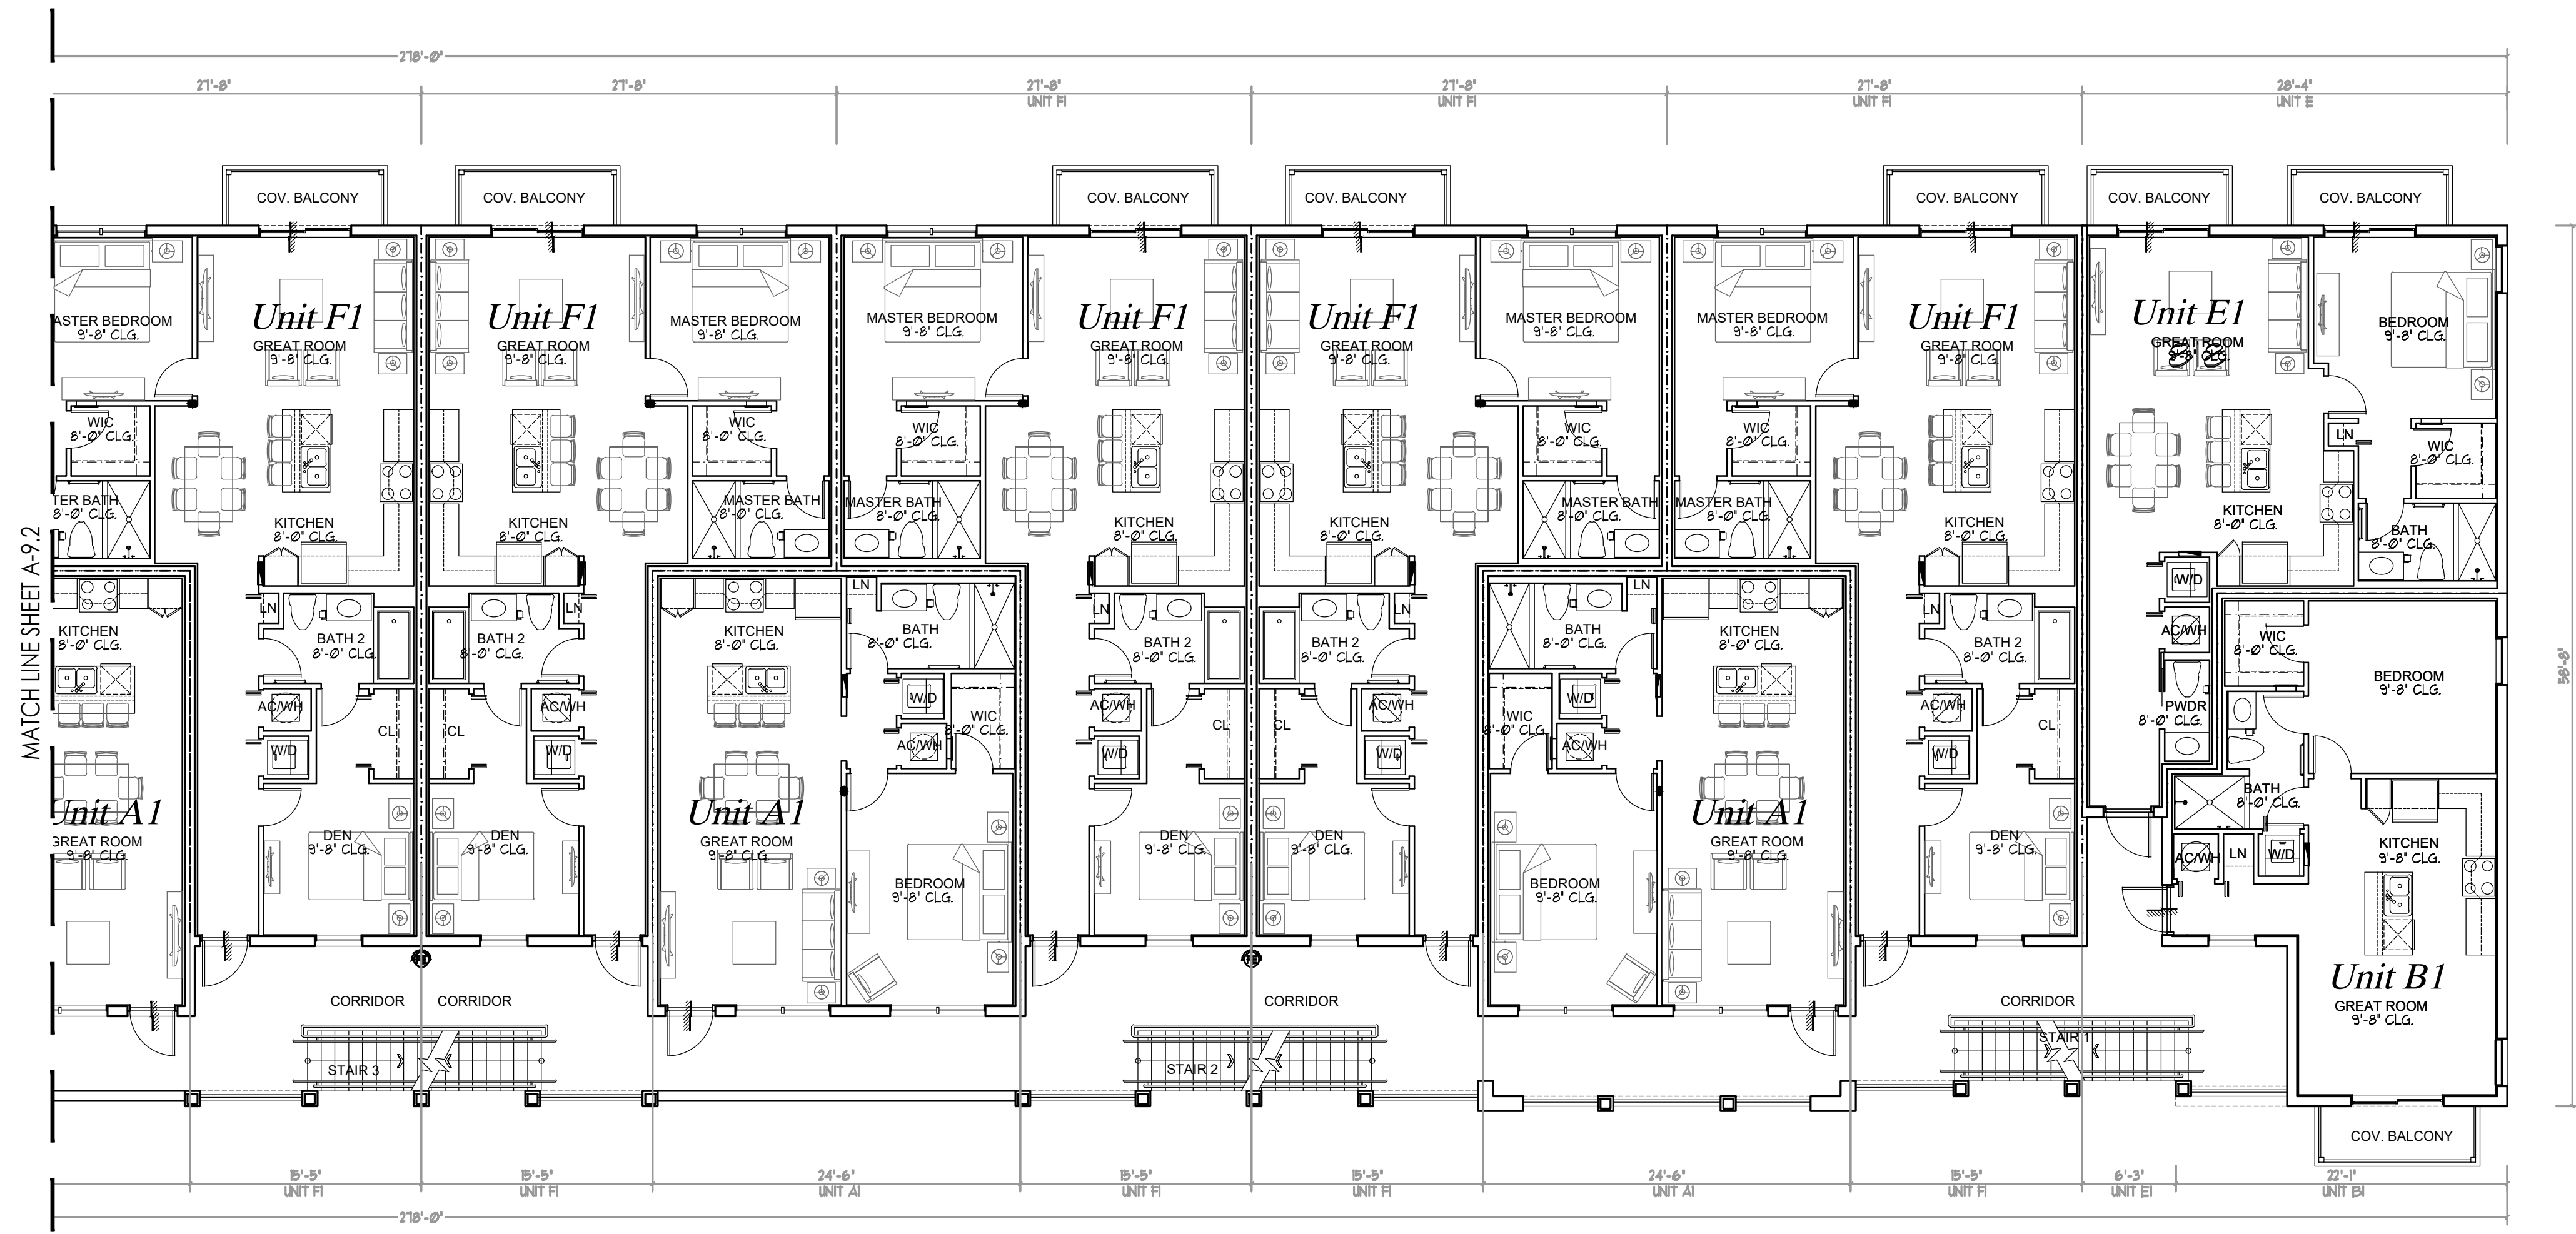 278'-0"
27'-8"
27'-8"
27'-8"
UNIT F1
27'-8"
UNIT F1
27'-8"
UNIT F1
28'-4"
UNIT E
COV. BALCONY
COV. BALCONY
COV. BALCONY
COV. BALCONY
COV. BALCONY
COV. BALCONY
COV. BALCONY
ASTER BEDROOM
9'-8" CLG.
Unit F1
GREAT ROOM
9'-8" CLG.
Unit F1
GREAT ROOM
9'-8" CLG.
MASTER BEDROOM
9'-8" CLG.
MASTER BEDROOM
9'-8" CLG.
Unit F1
GREAT ROOM
9'-8" CLG.
Unit F1
GREAT ROOM
9'-8" CLG.
MASTER BEDROOM
9'-8" CLG.
MASTER BEDROOM
9'-8" CLG.
Unit F1
GREAT ROOM
9'-8" CLG.
Unit E1
GREAT ROOM
BEDROOM
9'-8" CLG.
WIC
8'-0" CLG.
WIC
8'-0" CLG.
WIC
8'-0" CLG.
WIC
8'-0" CLG.
WIC
8'-0" CLG.
LN
WIC
8'-0" CLG.
TER BATH
8'-0" CLG.
KITCHEN
8'-0" CLG.
KITCHEN
8'-0" CLG.
MASTER BATH
8'-0" CLG.
MASTER BATH
8'-0" CLG.
KITCHEN
8'-0" CLG.
KITCHEN
8'-0" CLG.
MASTER BATH
8'-0" CLG.
MASTER BATH
8'-0" CLG.
KITCHEN
8'-0" CLG.
KITCHEN
8'-0" CLG.
BATH
8'-0" CLG.
MATCH LINE SHEET A-9.2
KITCHEN
8'-0" CLG.
LN
BATH 2
8'-0" CLG.
BATH 2
8'-0" CLG.
LN
KITCHEN
8'-0" CLG.
LN
BATH
8'-0" CLG.
LN
BATH 2
8'-0" CLG.
BATH 2
8'-0" CLG.
LN
BATH
8'-0" CLG.
LN
KITCHEN
8'-0" CLG.
LN
BATH 2
8'-0" CLG.
W/D
AC/WH
WIC
8'-0" CLG.
BEDROOM
9'-8" CLG.
58'-8"
AC/WH
W/D
CL
CL
AC/WH
W/D
W/D
AC/WH
WIC
8'-0" CLG.
AC/WH
W/D
CL
CL
AC/WH
W/D
WIC
8'-0" CLG.
W/D
AC/WH
AC/WH
W/D
CL
PWDR
8'-0" CLG.
BATH
8'-0" CLG.
Unit A1
GREAT ROOM
9'-8" CLG.
DEN
9'-8" CLG.
DEN
9'-8" CLG.
Unit A1
GREAT ROOM
9'-8" CLG.
BEDROOM
9'-8" CLG.
DEN
9'-8" CLG.
DEN
9'-8" CLG.
BEDROOM
9'-8" CLG.
Unit A1
GREAT ROOM
9'-8" CLG.
DEN
9'-8" CLG.
AC/WH
LN
W/D
KITCHEN
9'-8" CLG.
Unit B1
GREAT ROOM
9'-8" CLG.
CORRIDOR
CORRIDOR
CORRIDOR
CORRIDOR
STAIR 3
STAIR 2
STAIR 1
COV. BALCONY
15'-5"
UNIT F1
15'-5"
UNIT F1
24'-6"
UNIT A1
15'-5"
UNIT F1
15'-5"
UNIT F1
24'-6"
UNIT A1
15'-5"
UNIT F1
6'-3"
UNIT E1
22'-1"
UNIT B1
278'-0"